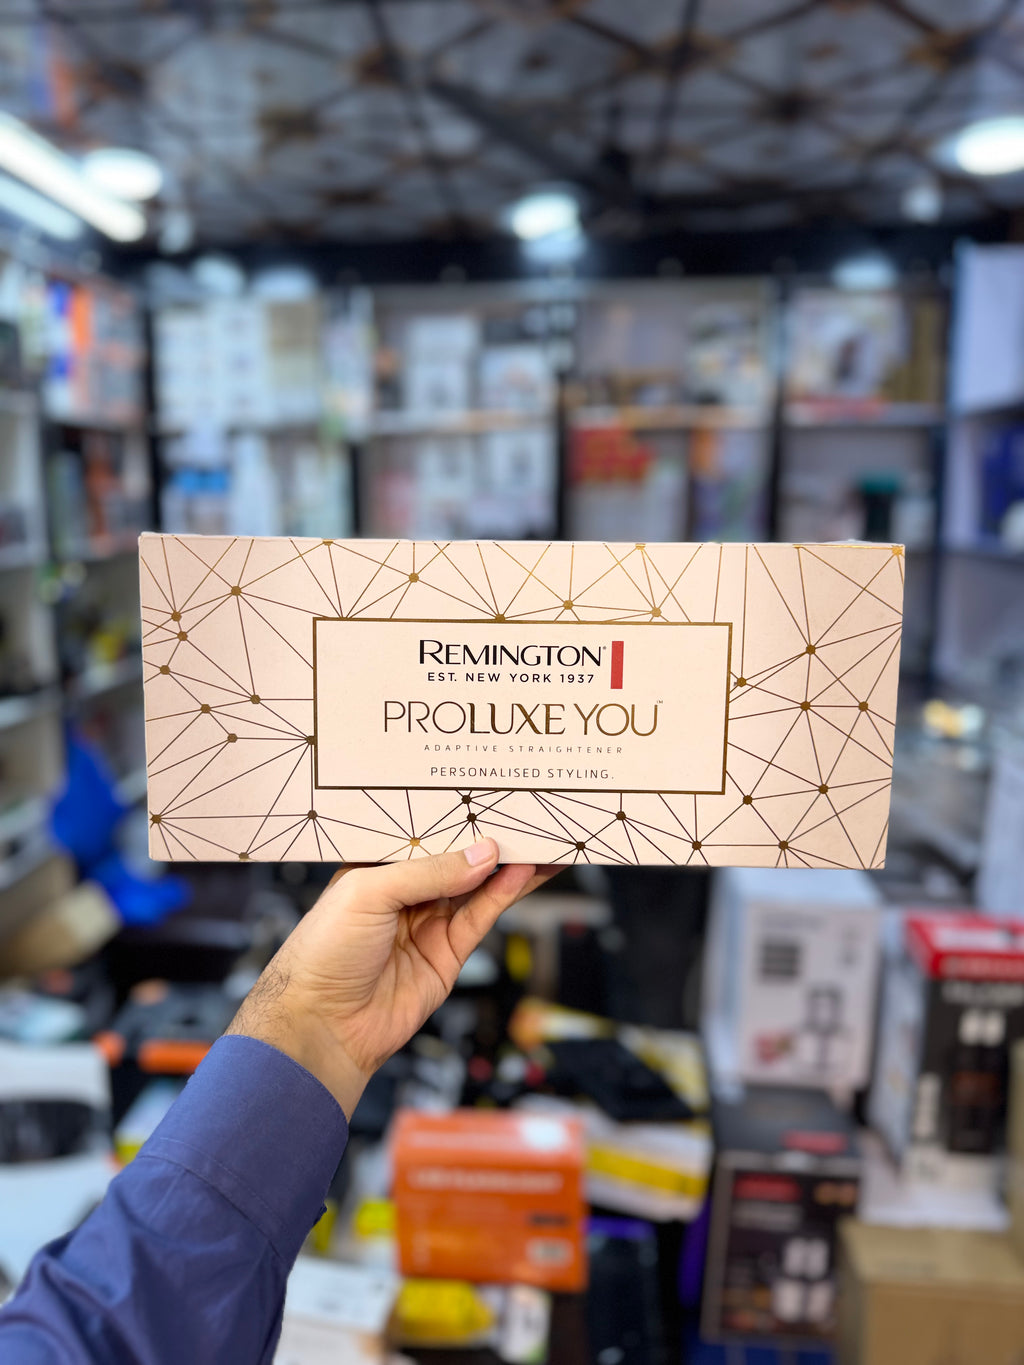 REMINGTON®
EST. NEW YORK 1937
PROLUXE YOU™
ADAPTIVE STRAIGHTENER
PERSONALISED STYLING.